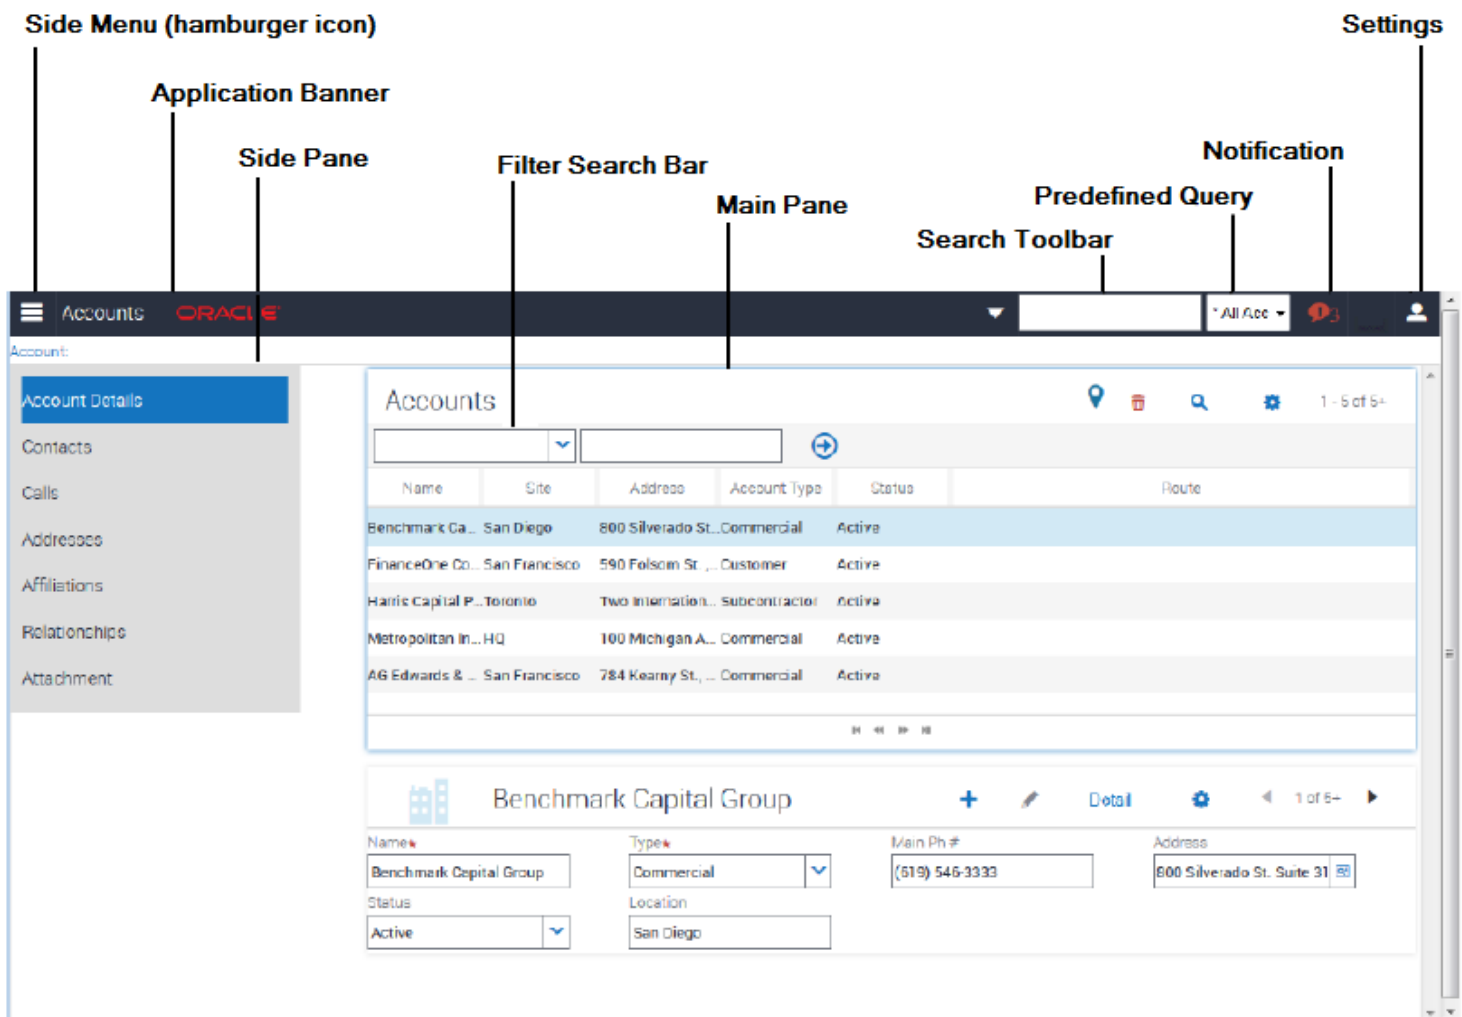 Side Menu (hamburger icon)
Settings
Application Banner
Side Pane
Filter Search Bar
Notification
Main Pane
Predefined Query
Search Toolbar
Accounts ORACLE
* All Acc
3
Account:
Account Details
Contacts
Calls
Addresses
Affiliations
Relationships
Attachment
Accounts
1 - 5 of 5+
Name Site Address Account Type Status Route
Benchmark Ca... San Diego 800 Silverado St... Commercial Active
FinanceOne Co... San Francisco 590 Folsom St. ,... Customer Active
Harris Capital P... Toronto Two Internation... Subcontractor Active
Metropolitan In... HQ 100 Michigan A... Commercial Active
AG Edwards & ... San Francisco 784 Kearny St., ... Commercial Active
Benchmark Capital Group
Detail
1 of 5+
Name* Type* Main Ph # Address
Benchmark Capital Group Commercial (619) 546-3333 800 Silverado St. Suite 31
Status Location
Active San Diego